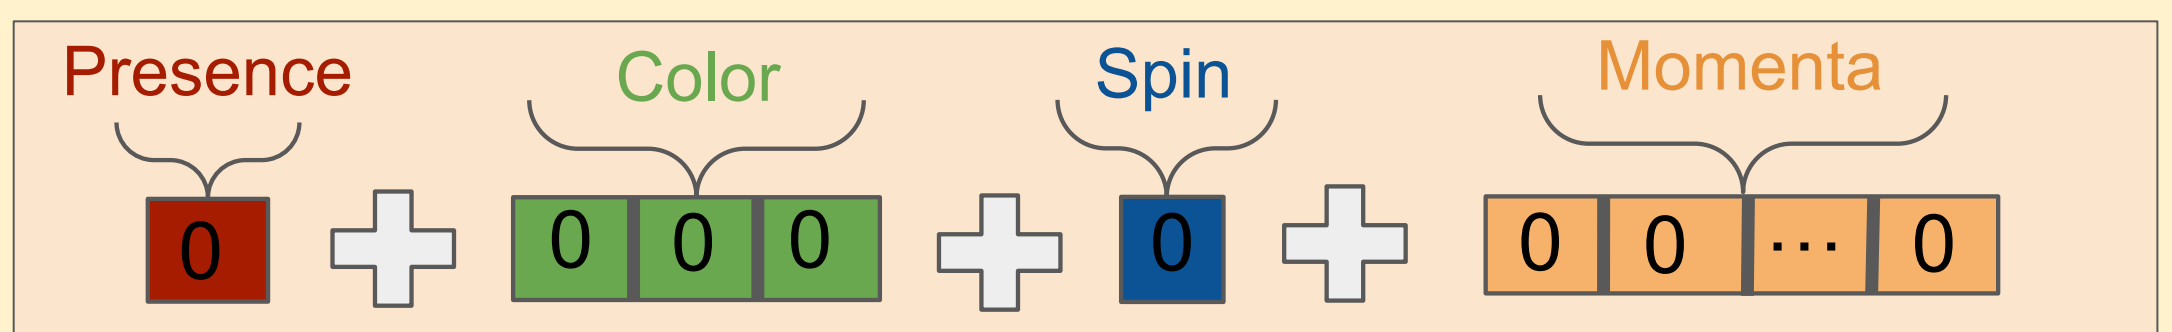 Presence Color Spin Momenta
0 0 0 0 0 0 0 ... 0